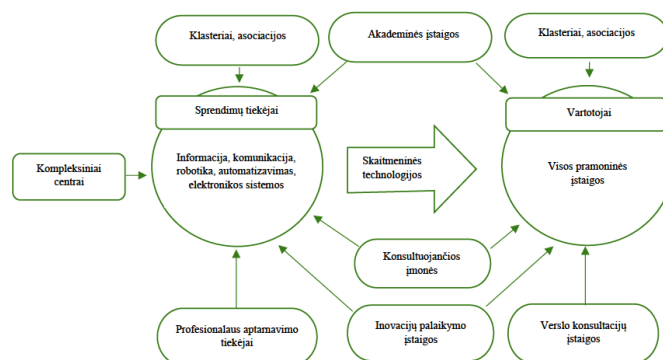 Klasteriai, asociacijos
Akademinės įstaigos
Klasteriai, asociacijos
Sprendimų tiekėjai
Vartotojai
Informacija, komunikacija,
robotika, automatizavimas,
elektronikos sistemos
Skaitmeninės
technologijos
Visos pramoninės
įstaigos
Kompleksiniai
centrai
Konsultuojančios
įmonės
Profesionalaus aptarnavimo
tiekėjai
Inovacijų palaikymo
įstaigos
Verslo konsultacijų
įstaigos